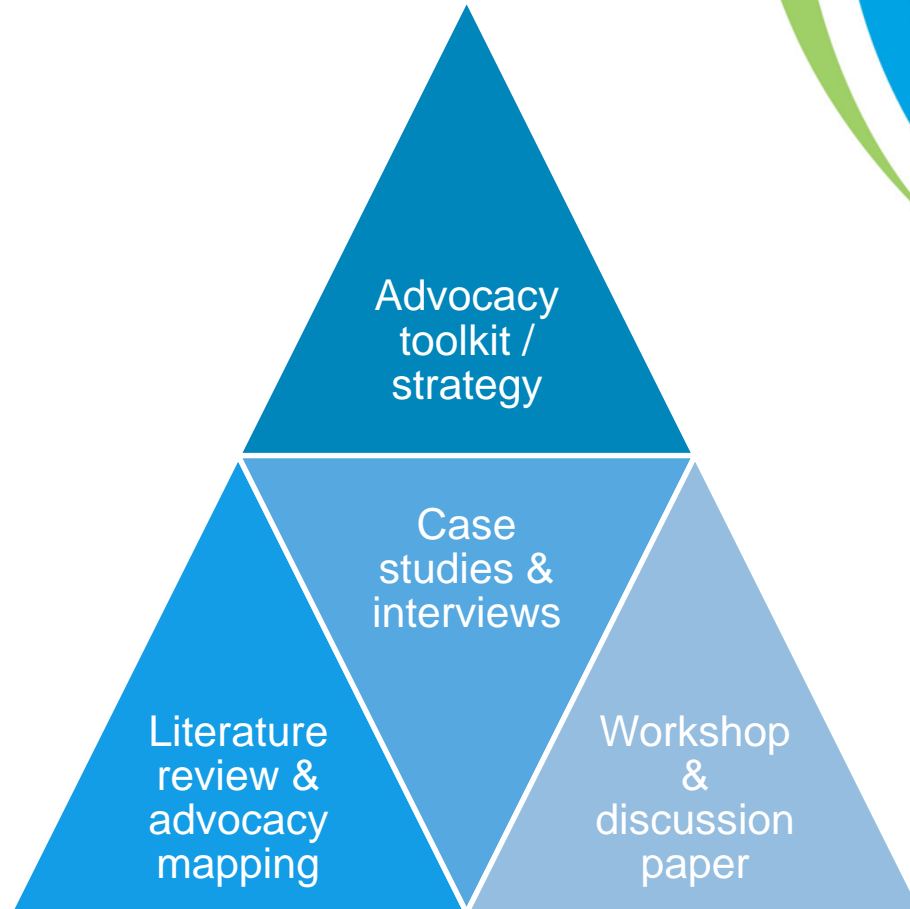 Advocacy
toolkit /
strategy
Case
studies &
interviews
Literature
review &
advocacy
mapping
Workshop
&
discussion
paper